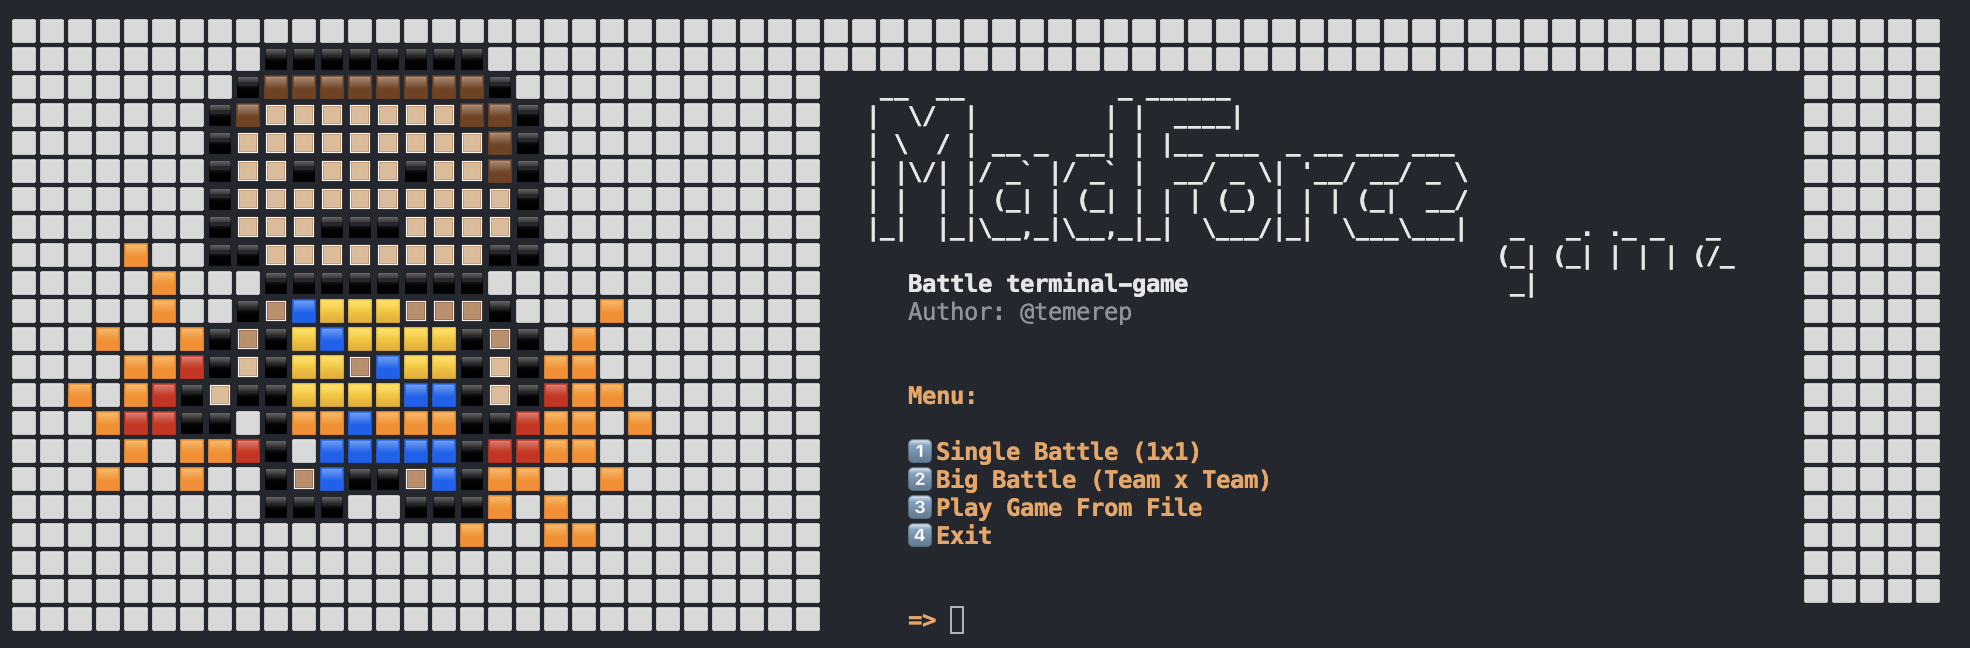 MadForce
game
Battle terminal-game
Author: @temerep
Menu:
1 Single Battle (1x1)
2 Big Battle (Team x Team)
3 Play Game From File
4 Exit
=>